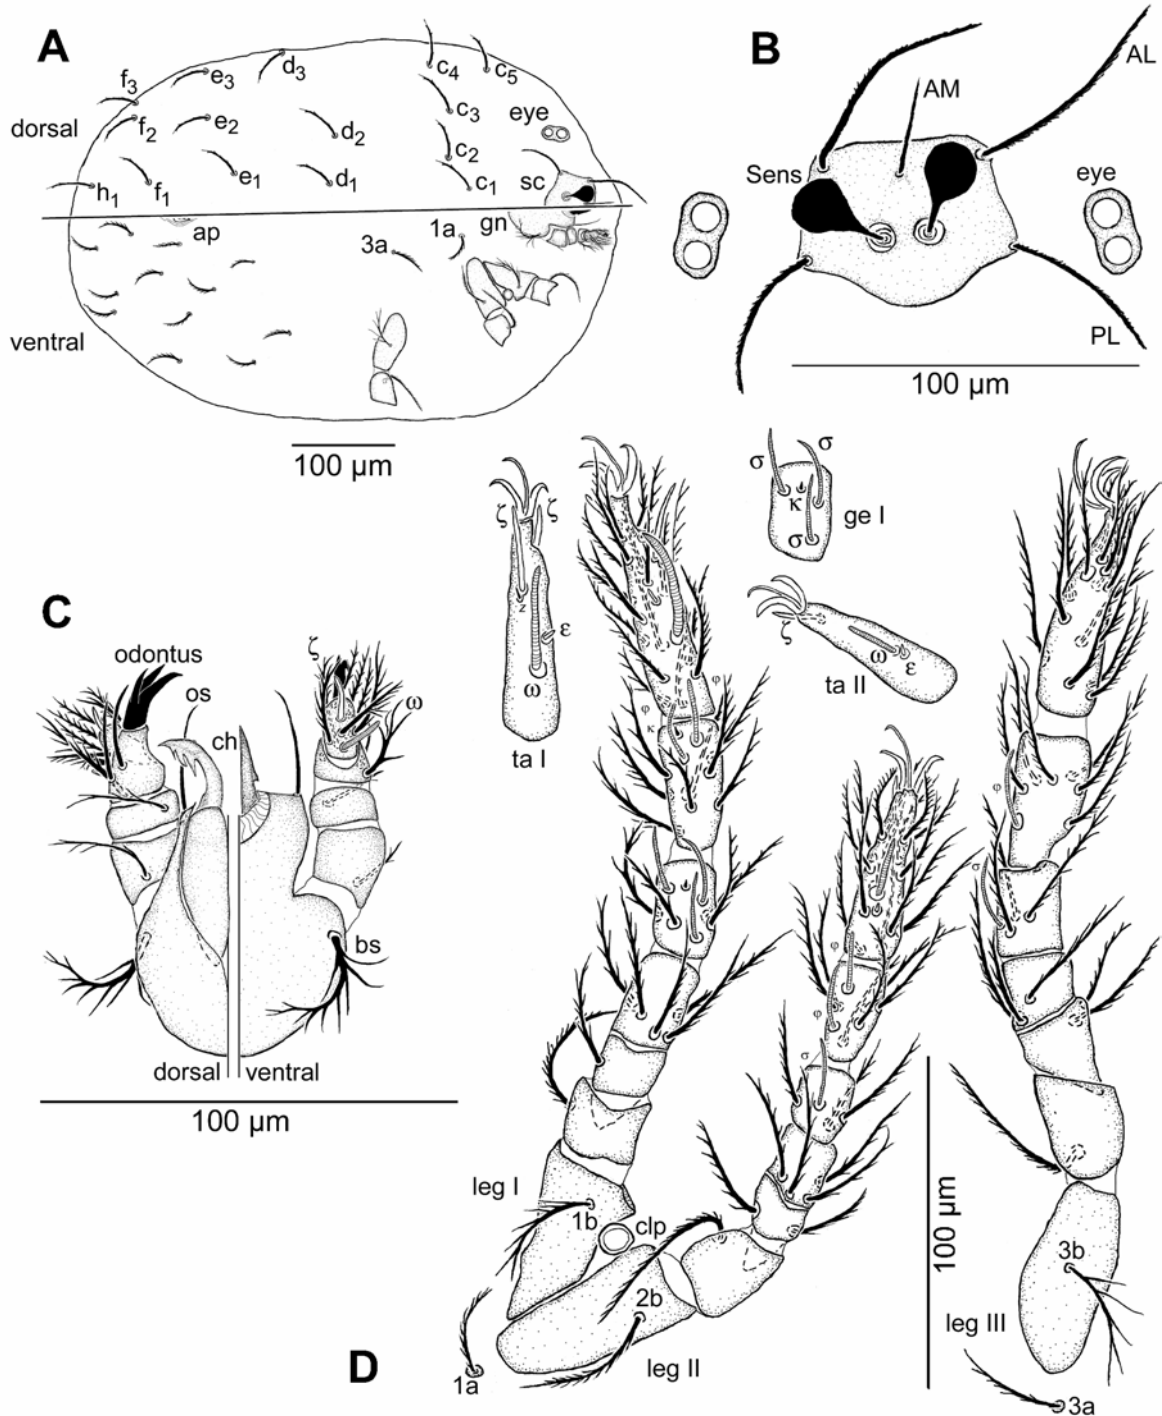 A
dorsal
f3
e3
d3
c4
c5
f2
e2
d2
c3
eye
c2
h1
f1
e1
d1
c1
sc
ap
3a
1a
gn
ventral
100 µm
B
AL
AM
Sens
eye
PL
100 µm
C
odontus
os
ch
ζ
ω
bs
dorsal
ventral
100 µm
ζ
ζ
z
ε
ω
ta I
σ
σ
κ
σ
ge I
ζ
ω
ε
ta II
φ
φ
κ
φ
φ
σ
φ
σ
leg I
1b
clp
2b
1a
D
leg II
100 µm
3b
leg III
3a